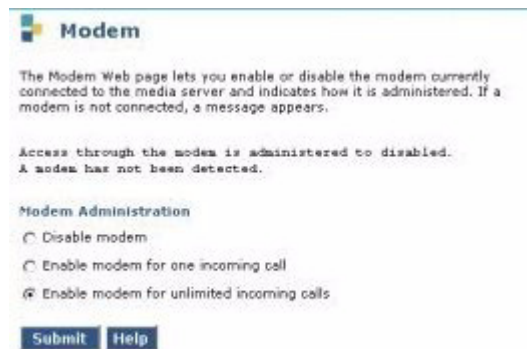 Modem
The Modem Web page lets you enable or disable the modem currently
connected to the media server and indicates how it is administered. If a
modem is not connected, a message appears.
Access through the modem is administered to disabled.
A modem has not been detected.
Modem Administration
Disable modem
Enable modem for one incoming call
Enable modem for unlimited incoming calls
Submit Help